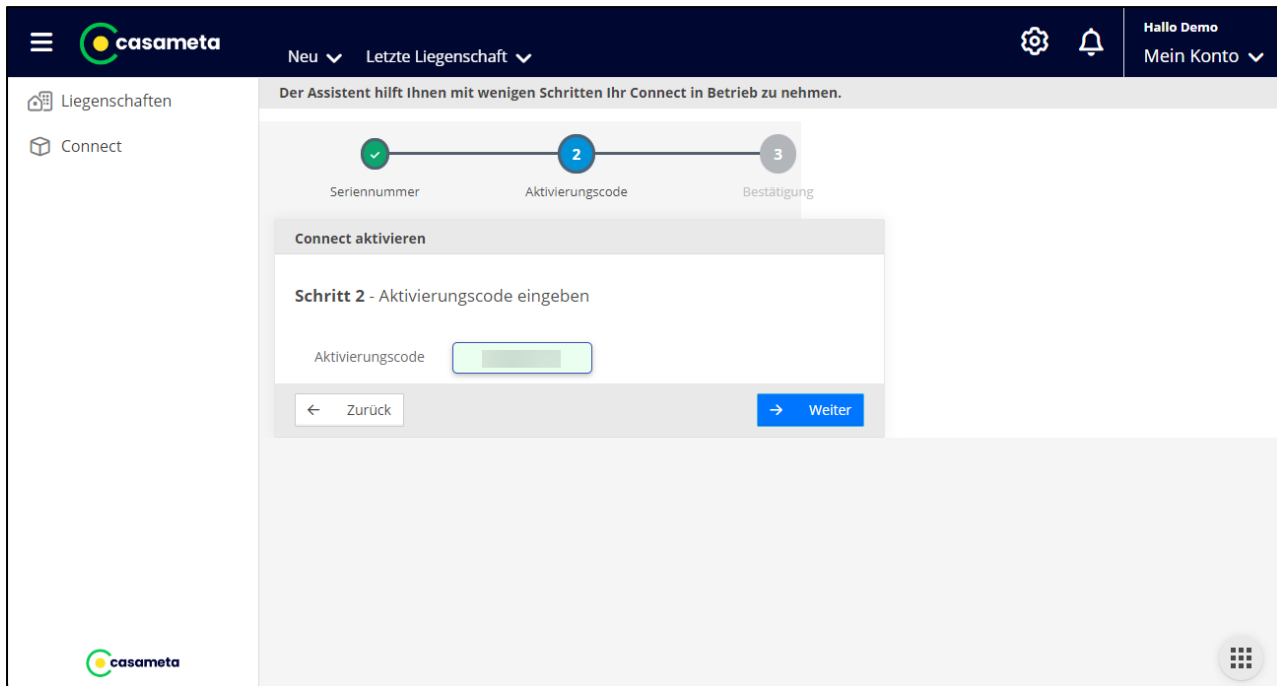 casameta
Neu
Letzte Liegenschaft
Hallo Demo
Mein Konto
Liegenschaften
Connect
Der Assistent hilft Ihnen mit wenigen Schritten Ihr Connect in Betrieb zu nehmen.
2
3
Seriennummer
Aktivierungscode
Bestätigung
Connect aktivieren
Schritt 2 - Aktivierungscode eingeben
Aktivierungscode
Zurück
Weiter
casameta